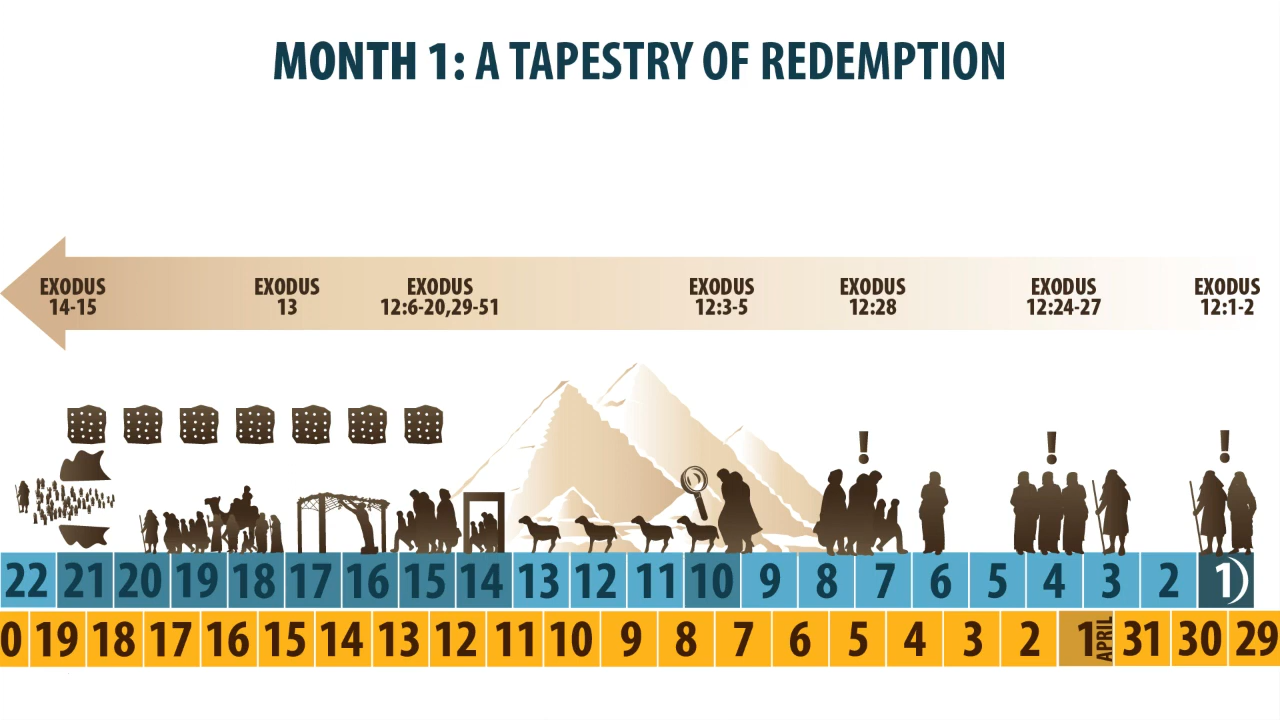 MONTH 1: A TAPESTRY OF REDEMPTION
EXODUS
14-15
EXODUS
13
EXODUS
12:6-20,29-51
EXODUS
12:3-5
EXODUS
12:28
EXODUS
12:24-27
EXODUS
12:1-2
! ! !
22 21 20 19 18 17 16 15 14 13 12 11 10 9 8 7 6 5 4 3 2 1)
0 19 18 17 16 15 14 13 12 11 10 9 8 7 6 5 4 3 2 1 APRIL 31 30 29